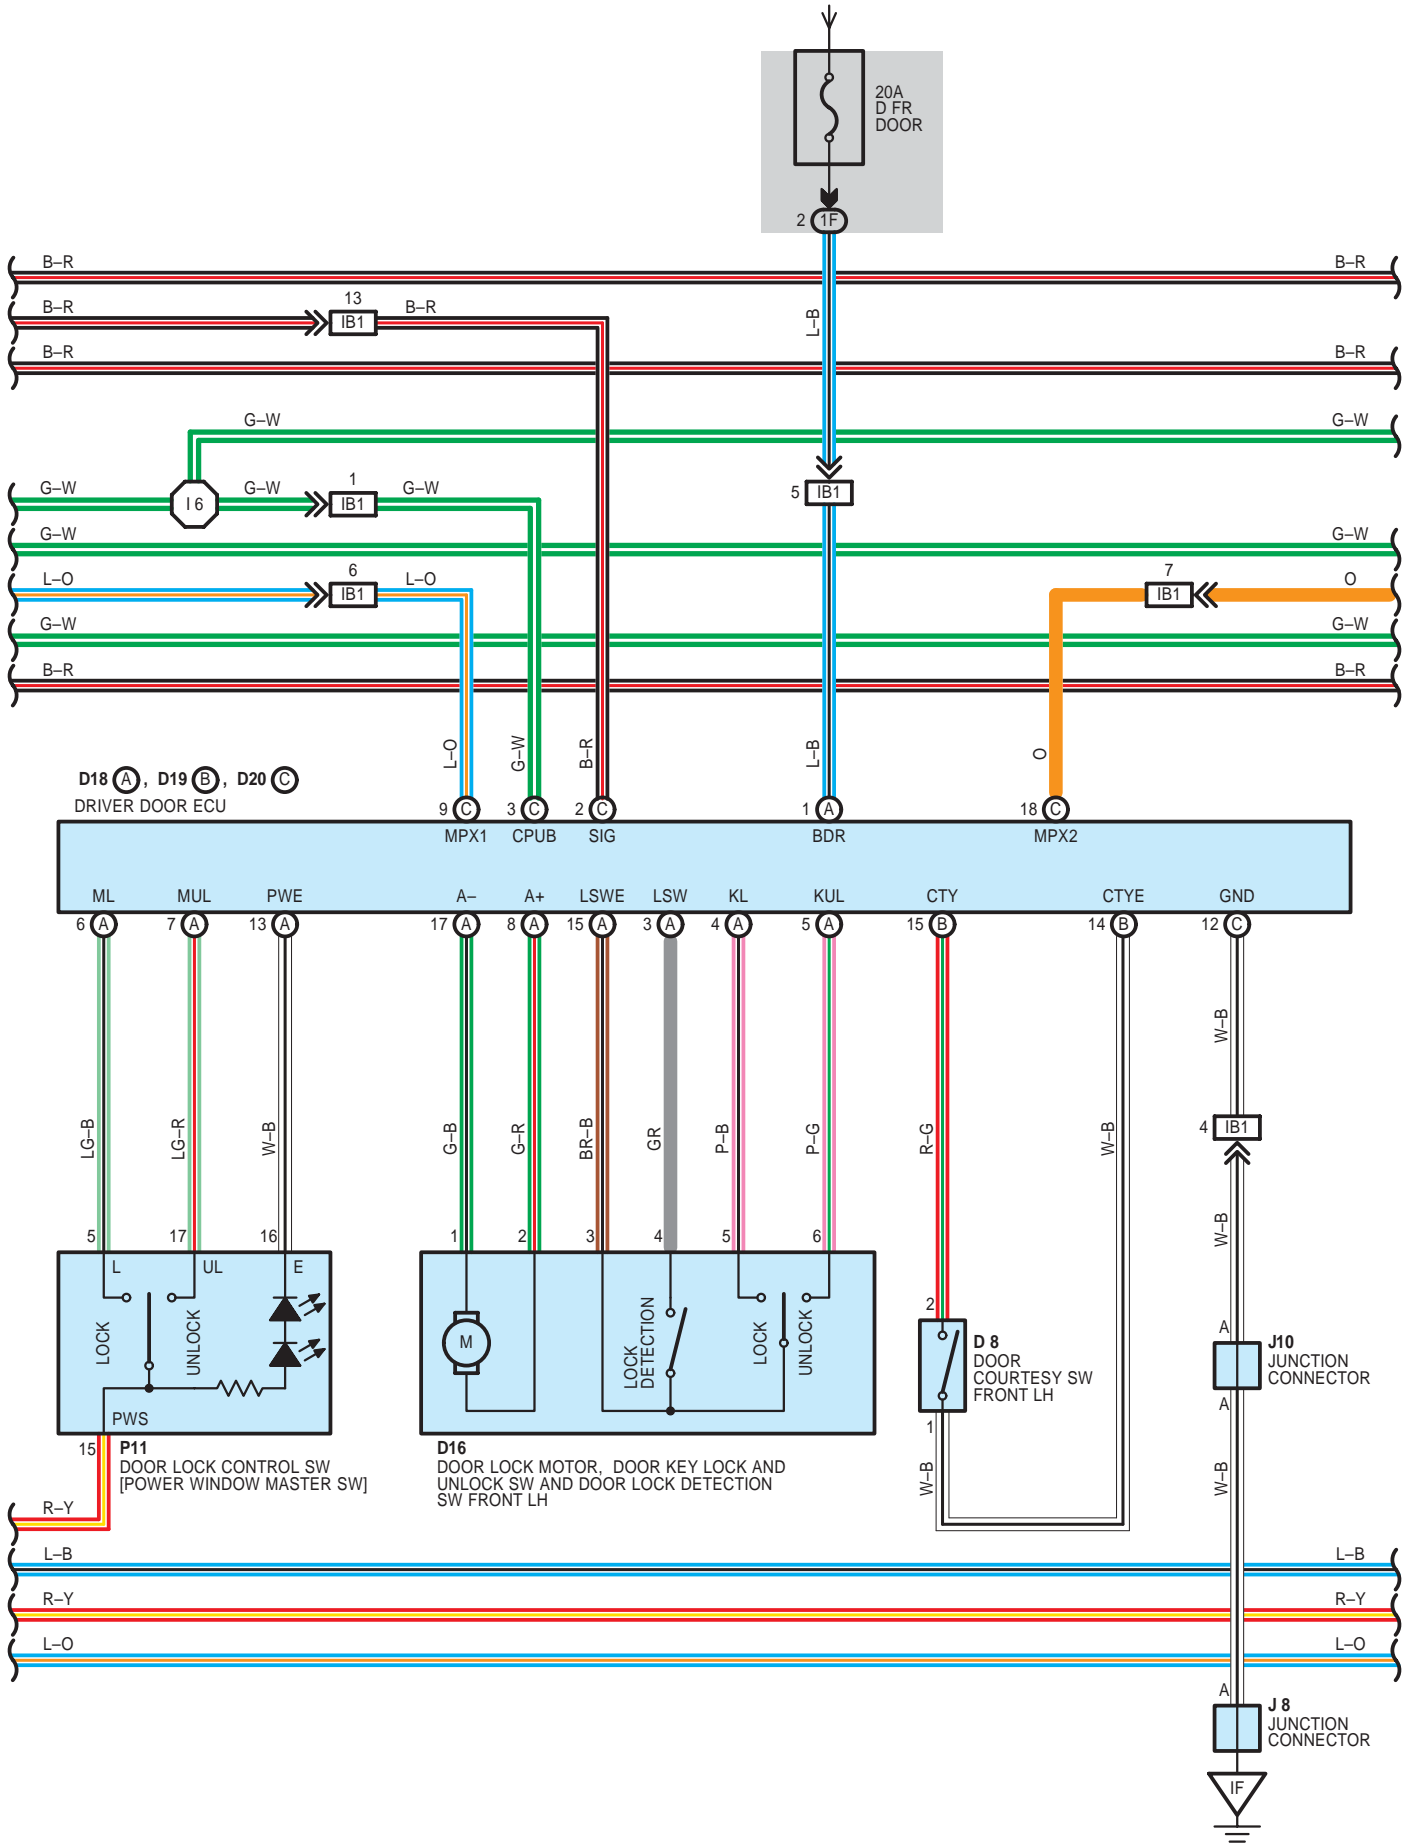 20A
D FR
DOOR
2 1F
B–R B–R
13
B–R B–R
IB1
L–B
B–R B–R
G–W G–W
1
G–W G–W G–W
I 6 IB1
5 IB1
G–W G–W
6 7
L–O L–O O
IB1 IB1
G–W G–W
B–R B–R
L–O G–W B–R L–B O
D18 A , D19 B , D20 C
DRIVER DOOR ECU
9 C 3 C 2 C 1 A 18 C
MPX1 CPUB SIG BDR MPX2
ML MUL PWE A– A+ LSWE LSW KL KUL CTY CTYE GND
6 A 7 A 13 A 17 A 8 A 15 A 3 A 4 A 5 A 15 B 14 B 12 C
W–B
LG–B LG–R W–B G–B G–R BR–B GR P–B P–G R–G W–B
4 IB1
W–B
5 17 16 1 2 3 4 5 6
L UL E
LOCK UNLOCK
M
LOCK
DETECTION
LOCK UNLOCK
2
D 8
DOOR
COURTESY SW
FRONT LH
1
A
J10
JUNCTION
CONNECTOR
A
PWS
15
P11
DOOR LOCK CONTROL SW
[POWER WINDOW MASTER SW]
D16
DOOR LOCK MOTOR, DOOR KEY LOCK AND
UNLOCK SW AND DOOR LOCK DETECTION
SW FRONT LH
W–B W–B
R–Y
L–B L–B
R–Y R–Y
L–O L–O
A
J 8
JUNCTION
CONNECTOR
IF